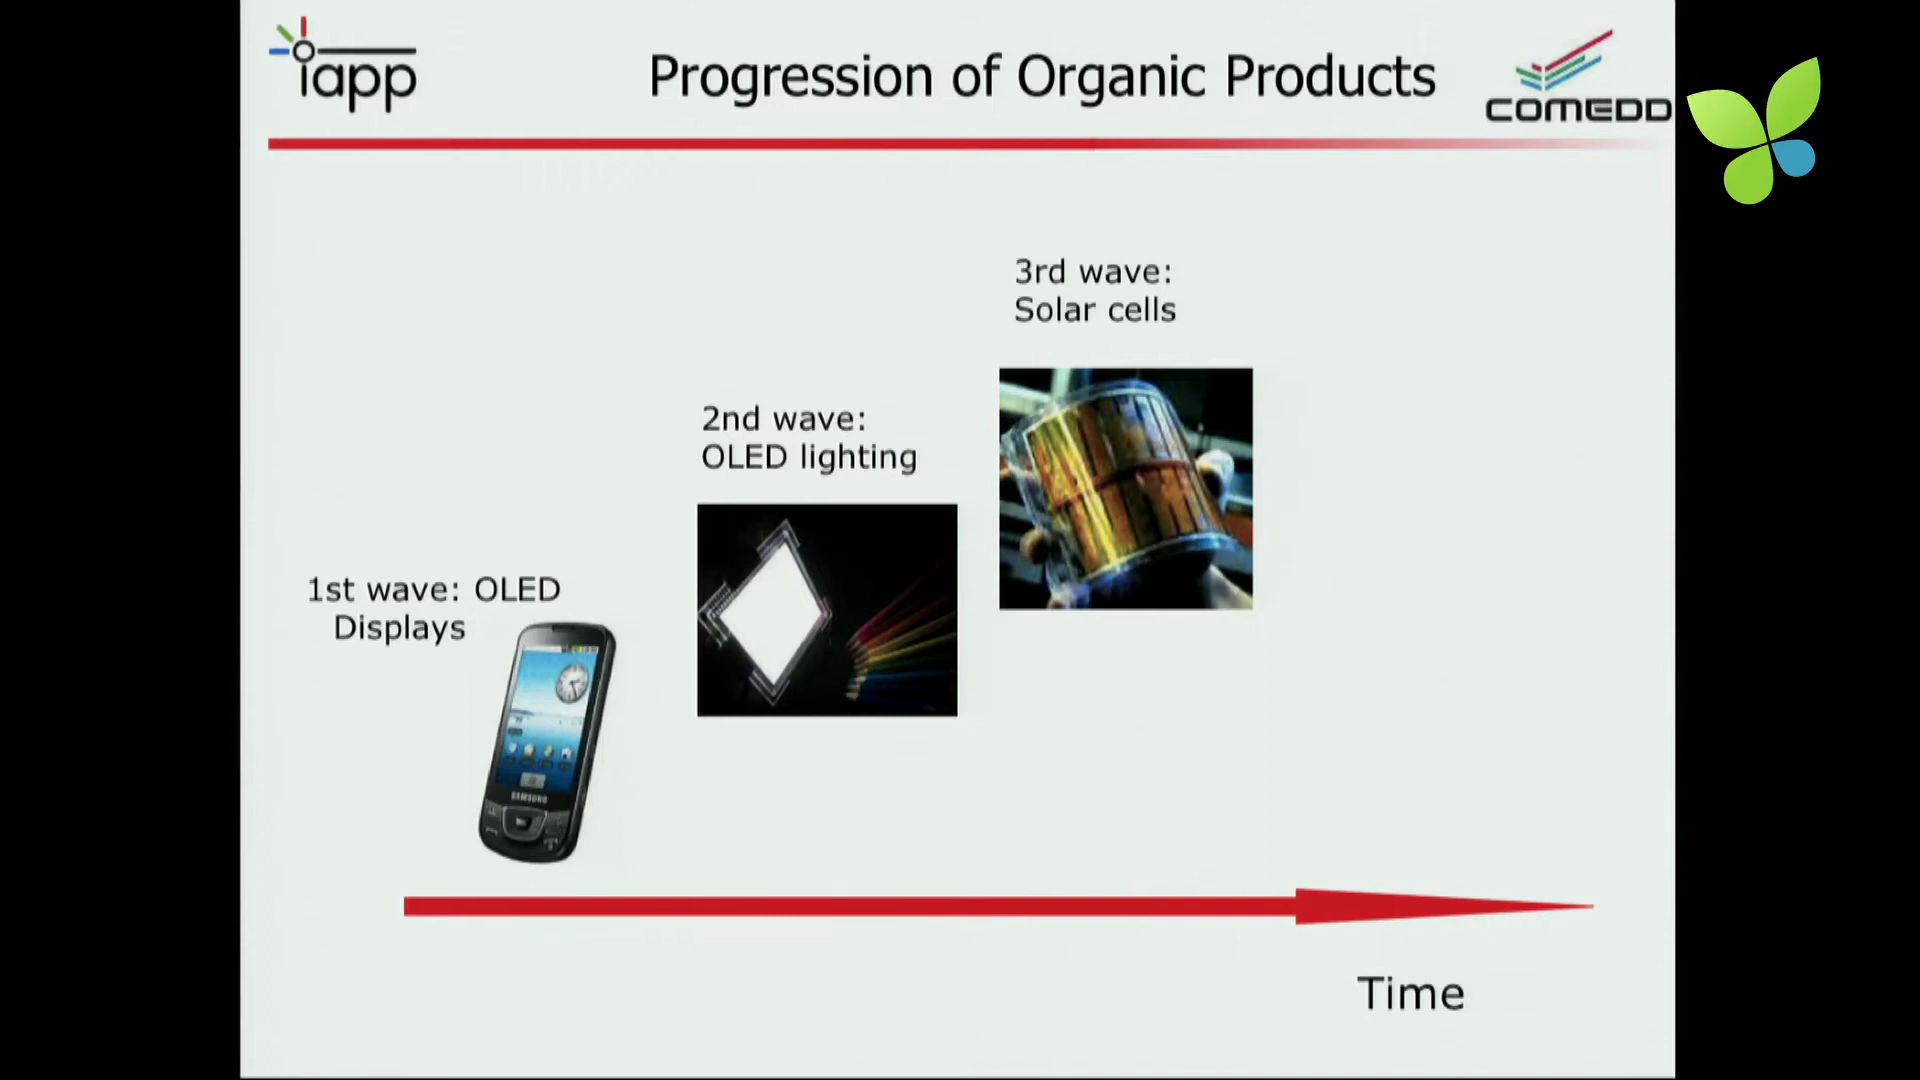 iapp
Progression of Organic Products
COMEDD
3rd wave:
Solar cells
2nd wave:
OLED lighting
1st wave: OLED
Displays
SAMSUNG
Time